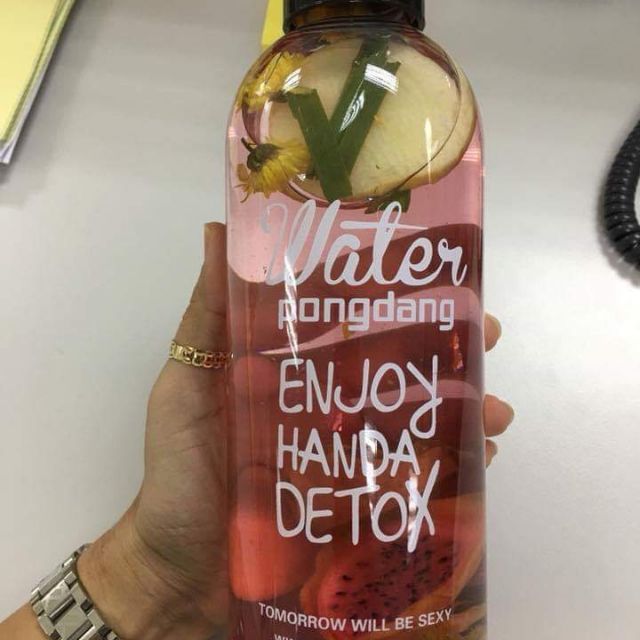 Water
pongdang
ENJOY
HANDA
DETOX
TOMORROW WILL BE SEXY